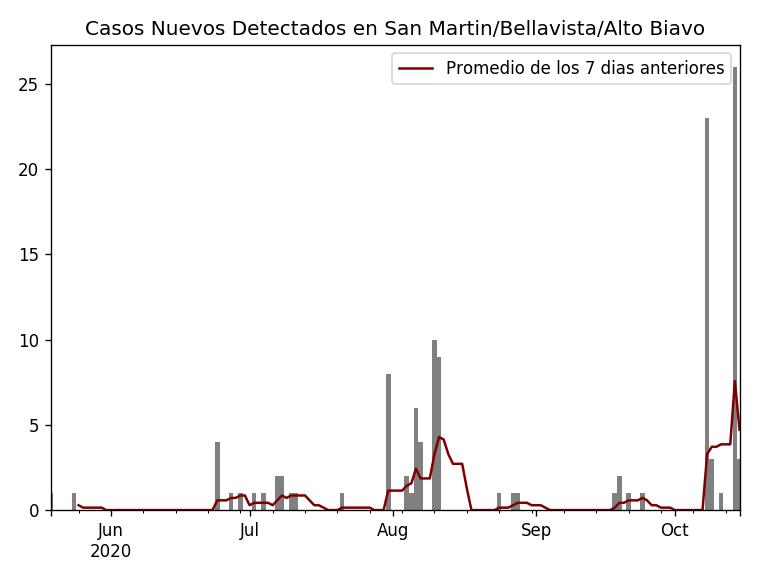 Casos Nuevos Detectados en San Martin/Bellavista/Alto Biavo
Promedio de los 7 dias anteriores
25
20
15
10
5
0
Jun
2020
Jul
Aug
Sep
Oct